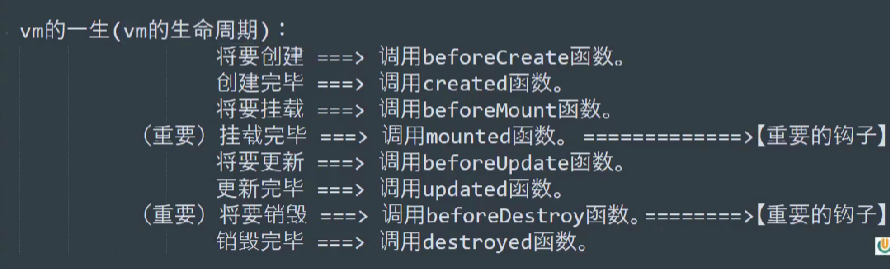 vm的一生(vm的生命周期)：
将要创建 ===> 调用beforeCreate函数。
创建完毕 ===> 调用created函数。
将要挂载 ===> 调用beforeMount函数。
(重要) 挂载完毕 ===> 调用mounted函数。 ============>【重要的钩子】
将要更新 ===> 调用beforeUpdate函数。
更新完毕 ===> 调用updated函数。
(重要) 将要销毁 ===> 调用beforeDestroy函数。========>【重要的钩子】
销毁完毕 ===> 调用destroyed函数。